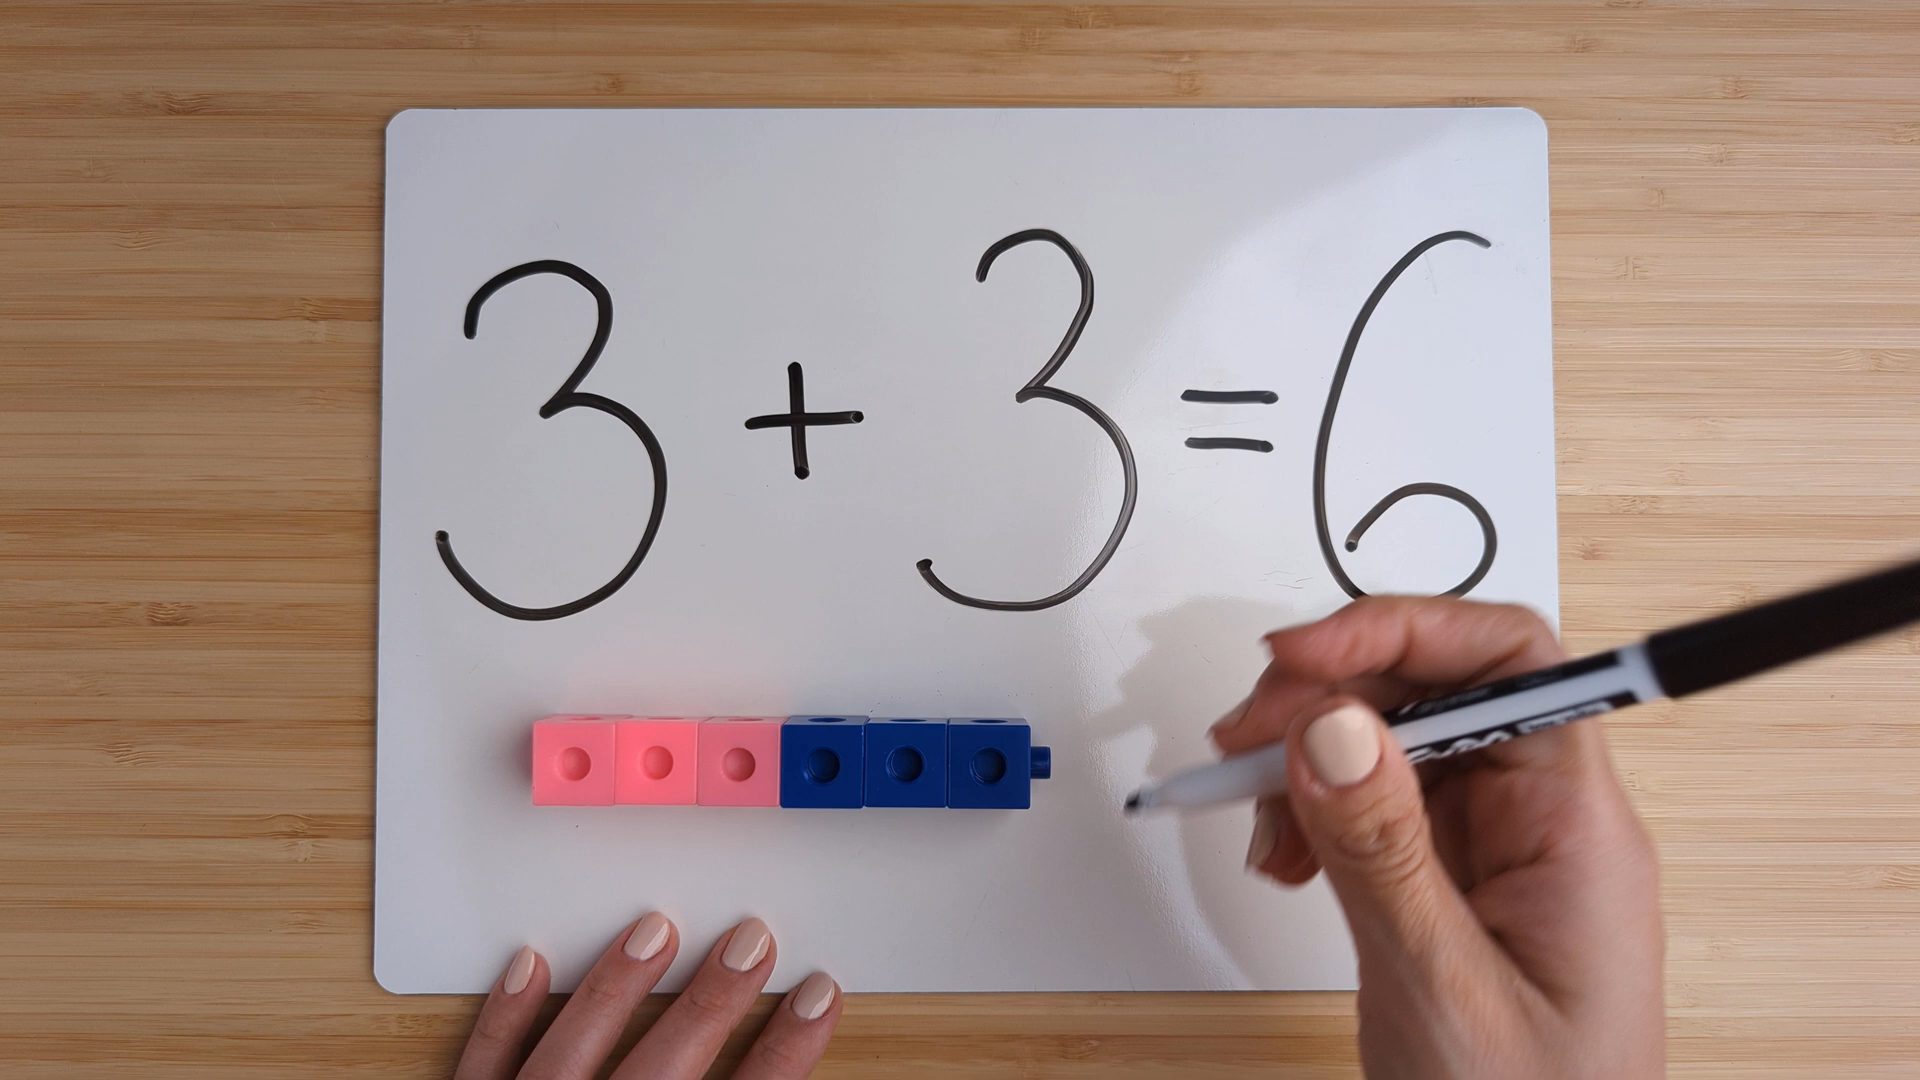 3 + 3 = 6